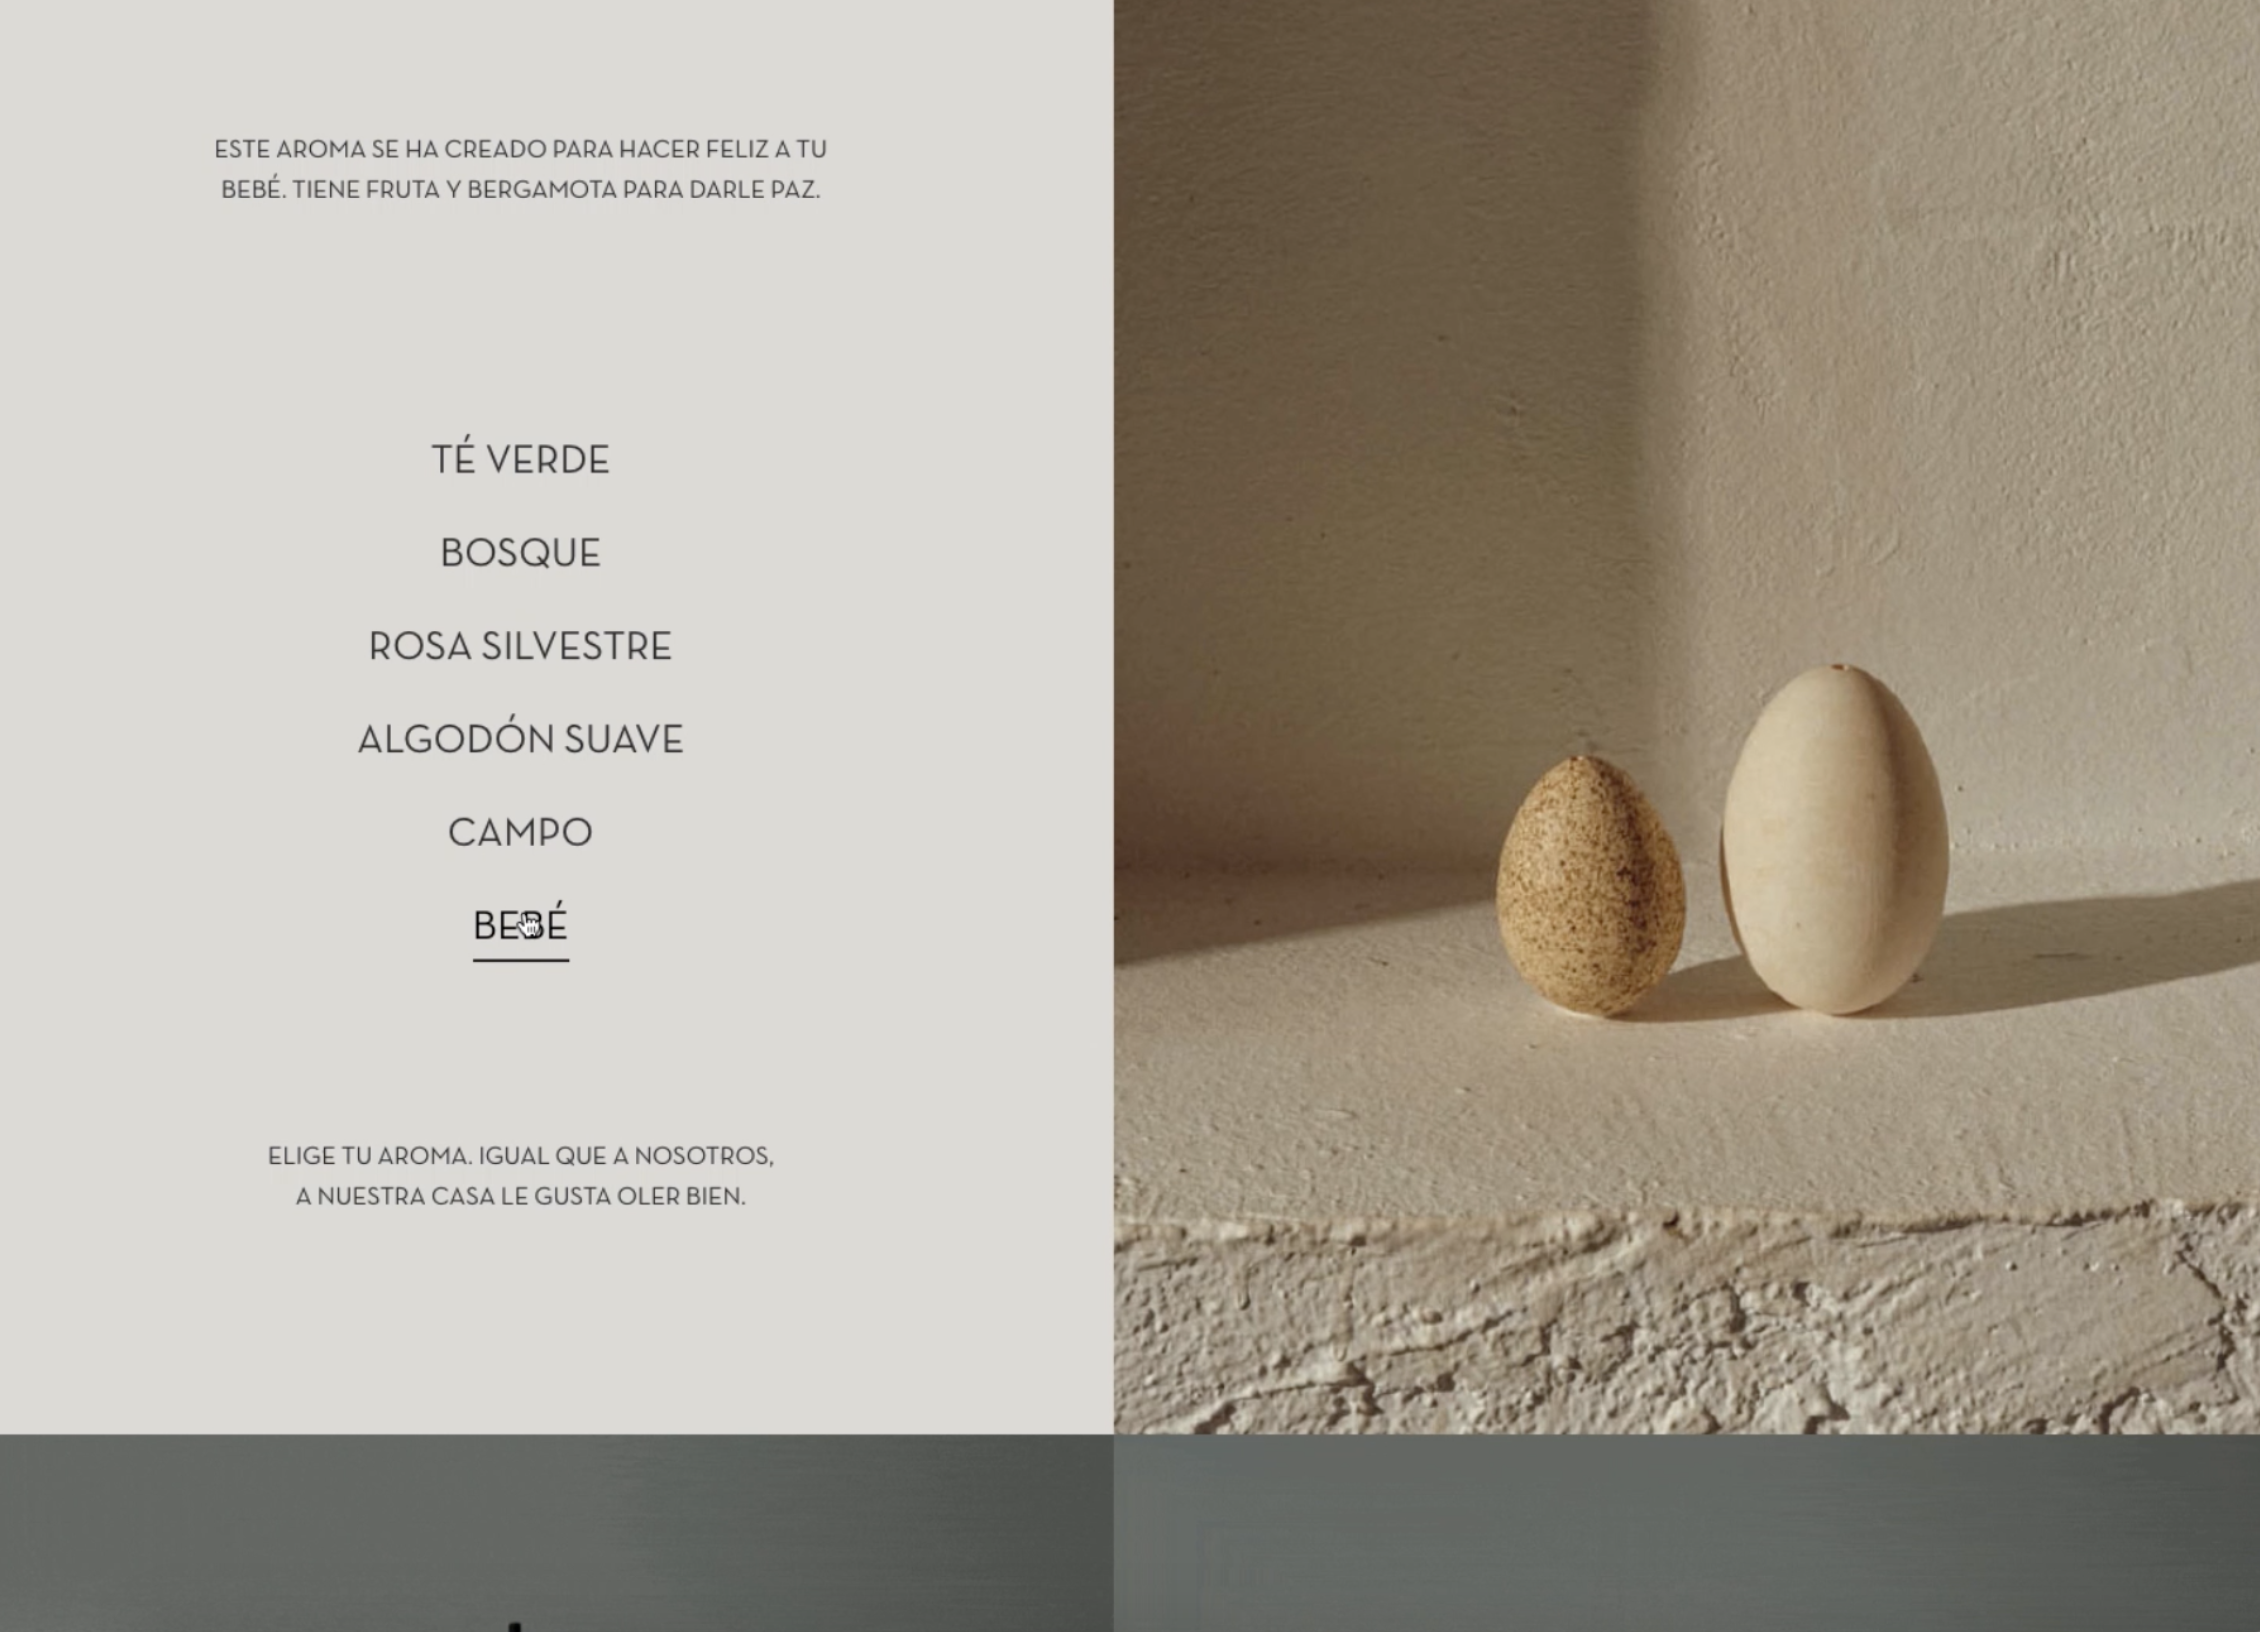 ESTE AROMA SE HA CREADO PARA HACER FELIZ A TU
BEBÉ. TIENE FRUTA Y BERGAMOTA PARA DARLE PAZ.
TÉ VERDE
BOSQUE
ROSA SILVESTRE
ALGODÓN SUAVE
CAMPO
BEBÉ
ELIGE TU AROMA. IGUAL QUE A NOSOTROS,
A NUESTRA CASA LE GUSTA OLER BIEN.